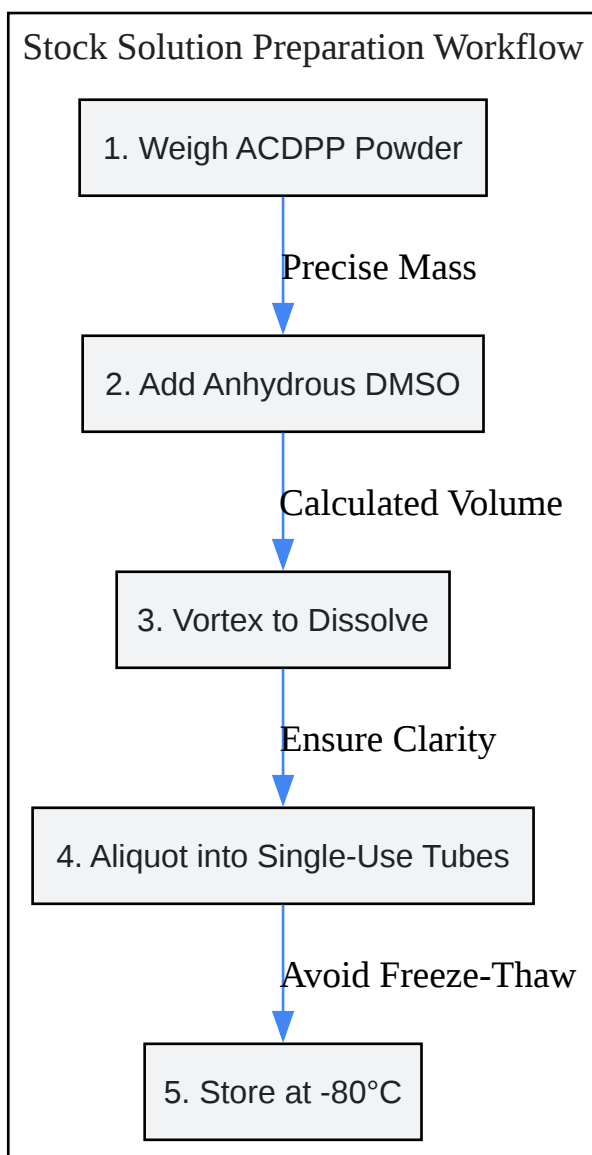 Stock Solution Preparation Workflow
1. Weigh ACDPP Powder
Precise Mass
2. Add Anhydrous DMSO
Calculated Volume
3. Vortex to Dissolve
Ensure Clarity
4. Aliquot into Single-Use Tubes
Avoid Freeze-Thaw
5. Store at -80°C